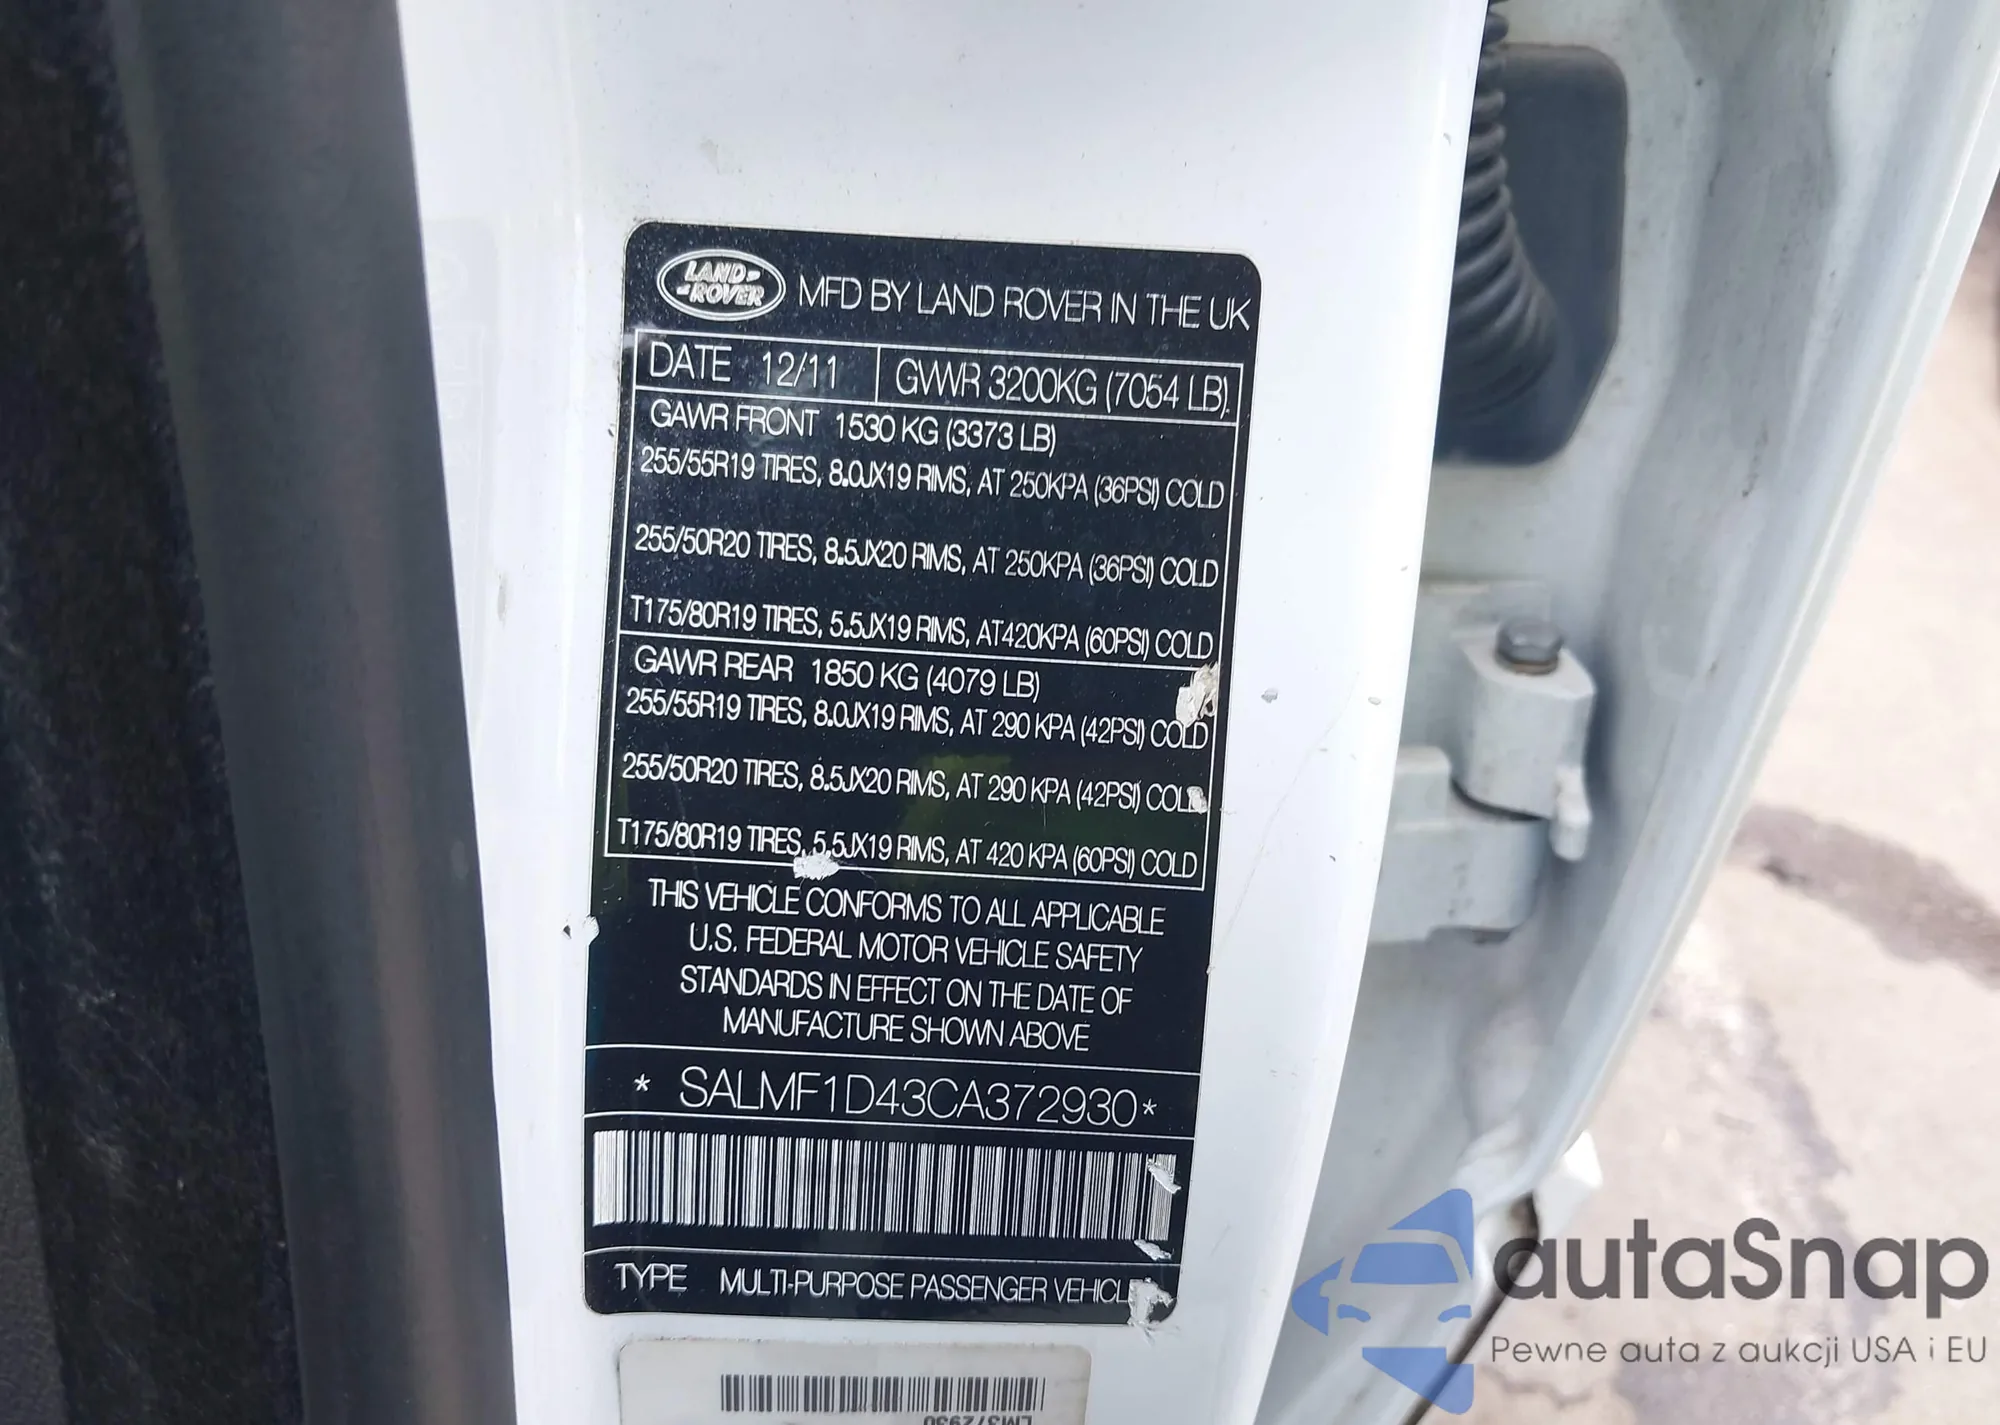 LAND-
-ROVER
MFD BY LAND ROVER IN THE UK
DATE 12/11 GVWR 3200KG (7054 LB)
GAWR FRONT 1530 KG (3373 LB)
255/55R19 TIRES, 8.0JX19 RIMS, AT 250KPA (36PSI) COLD
255/50R20 TIRES, 8.5JX20 RIMS, AT 250KPA (36PSI) COLD
T175/80R19 TIRES, 5.5JX19 RIMS, AT420KPA (60PSI) COLD
GAWR REAR 1850 KG (4079 LB)
255/55R19 TIRES, 8.0JX19 RIMS, AT 290 KPA (42PSI) COLD
255/50R20 TIRES, 8.5JX20 RIMS, AT 290 KPA (42PSI) COLD
T175/80R19 TIRES, 5.5JX19 RIMS, AT 420 KPA (60PSI) COLD
THIS VEHICLE CONFORMS TO ALL APPLICABLE
U.S. FEDERAL MOTOR VEHICLE SAFETY
STANDARDS IN EFFECT ON THE DATE OF
MANUFACTURE SHOWN ABOVE
* SALMF1D43CA372930*
TYPE MULTI-PURPOSE PASSENGER VEHICLE
LM372930
autaSnap
Pewne auta z aukcji USA i EU